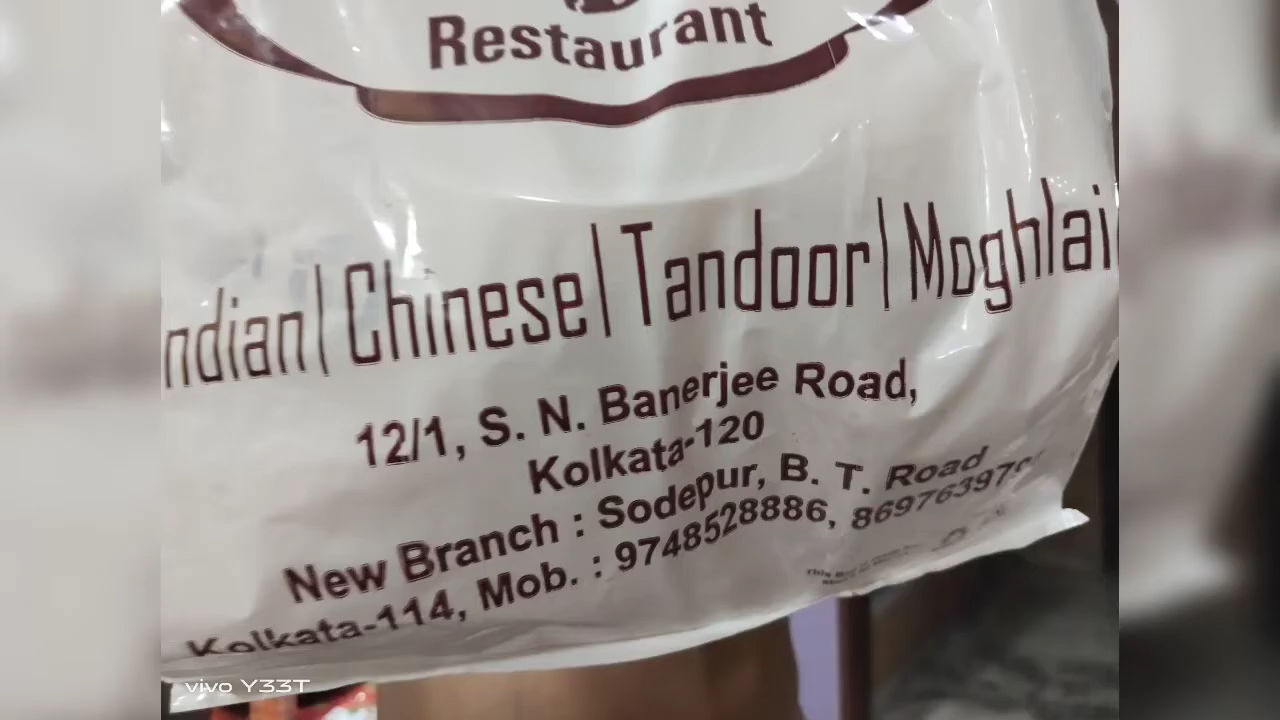 Restaurant
ndian| Chinese| Tandoor| Moghlai
12/1, S. N. Banerjee Road,
Kolkata-120
New Branch : Sodepur, B. T. Road
Kolkata-114, Mob. : 9748528886,
vivo Y33T